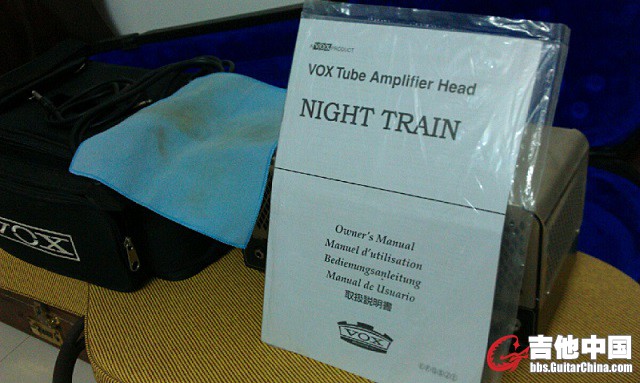 VOX PRODUCT
VOX Tube Amplifier Head
NIGHT TRAIN
Owner's Manual
Manuel d'utilisation
Bedienungsanleitung
Manual de Usuario
取扱説明書
VOX
VOX
吉他中国
bbs.GuitarChina.com